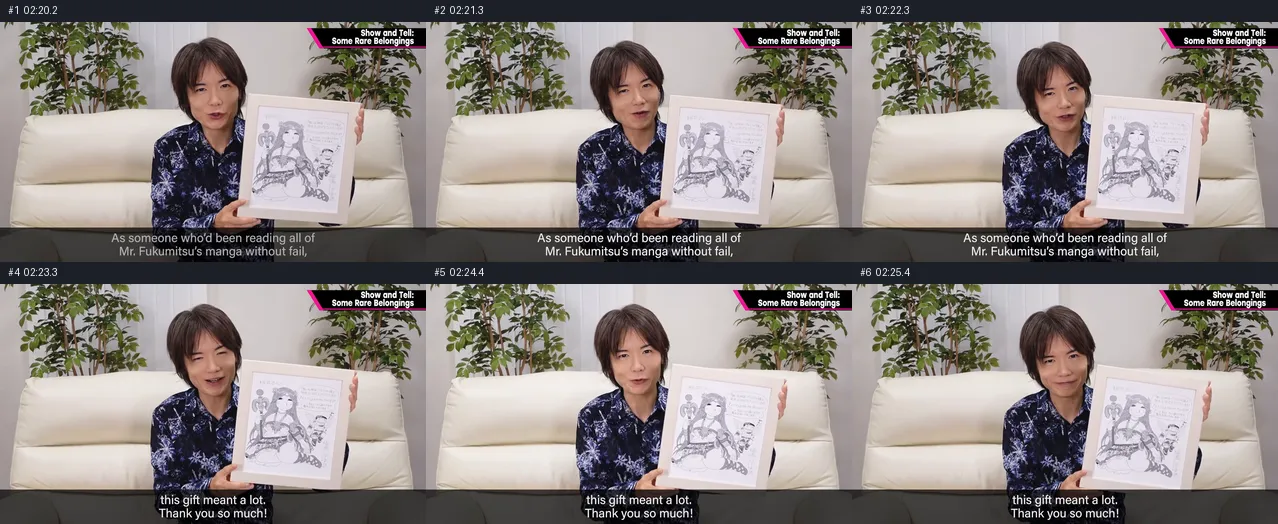 #1 02:20.2
Show and Tell:
Some Rare Belongings
As someone who'd been reading all of
Mr. Fukumitsu's manga without fail,
#2 02:21.3
Show and Tell:
Some Rare Belongings
As someone who'd been reading all of
Mr. Fukumitsu's manga without fail,
#3 02:22.3
Show and Tell:
Some Rare Belongings
As someone who'd been reading all of
Mr. Fukumitsu's manga without fail,
#4 02:23.3
Show and Tell:
Some Rare Belongings
this gift meant a lot.
Thank you so much!
#5 02:24.4
Show and Tell:
Some Rare Belongings
this gift meant a lot.
Thank you so much!
#6 02:25.4
Show and Tell:
Some Rare Belongings
this gift meant a lot.
Thank you so much!